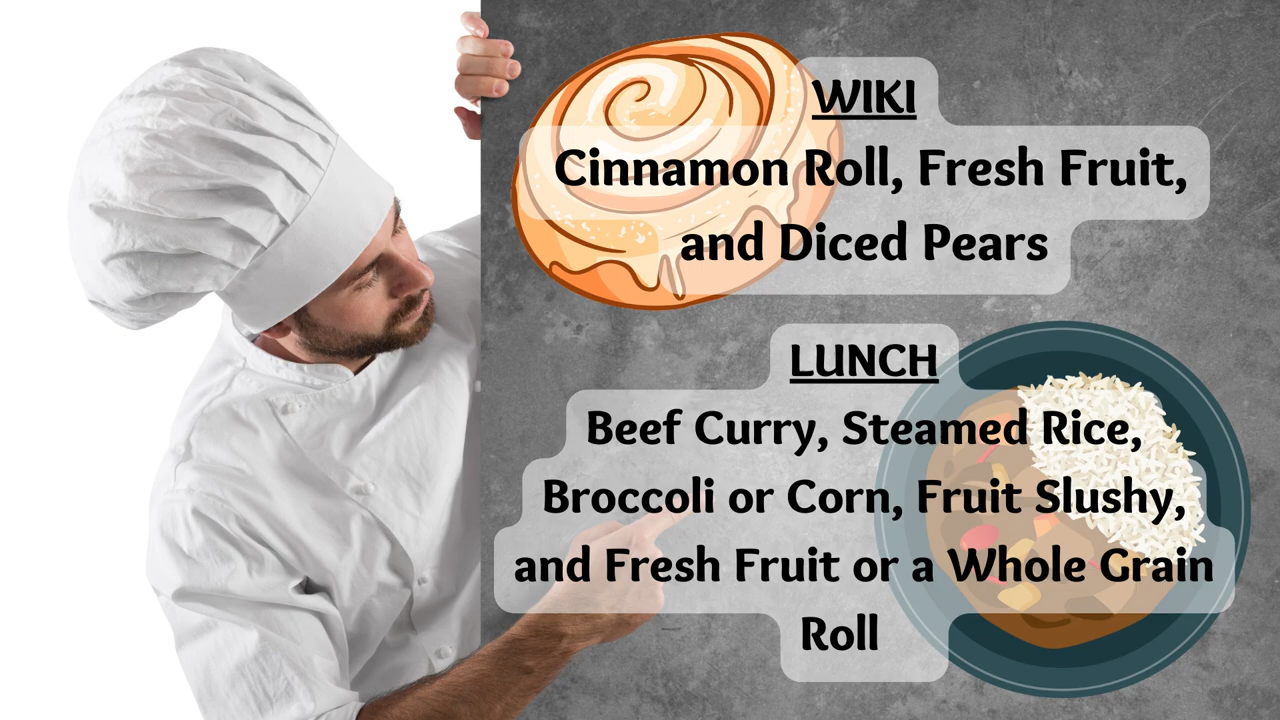 WIKI
Cinnamon Roll, Fresh Fruit,
and Diced Pears
LUNCH
Beef Curry, Steamed Rice,
Broccoli or Corn, Fruit Slushy,
and Fresh Fruit or a Whole Grain
Roll